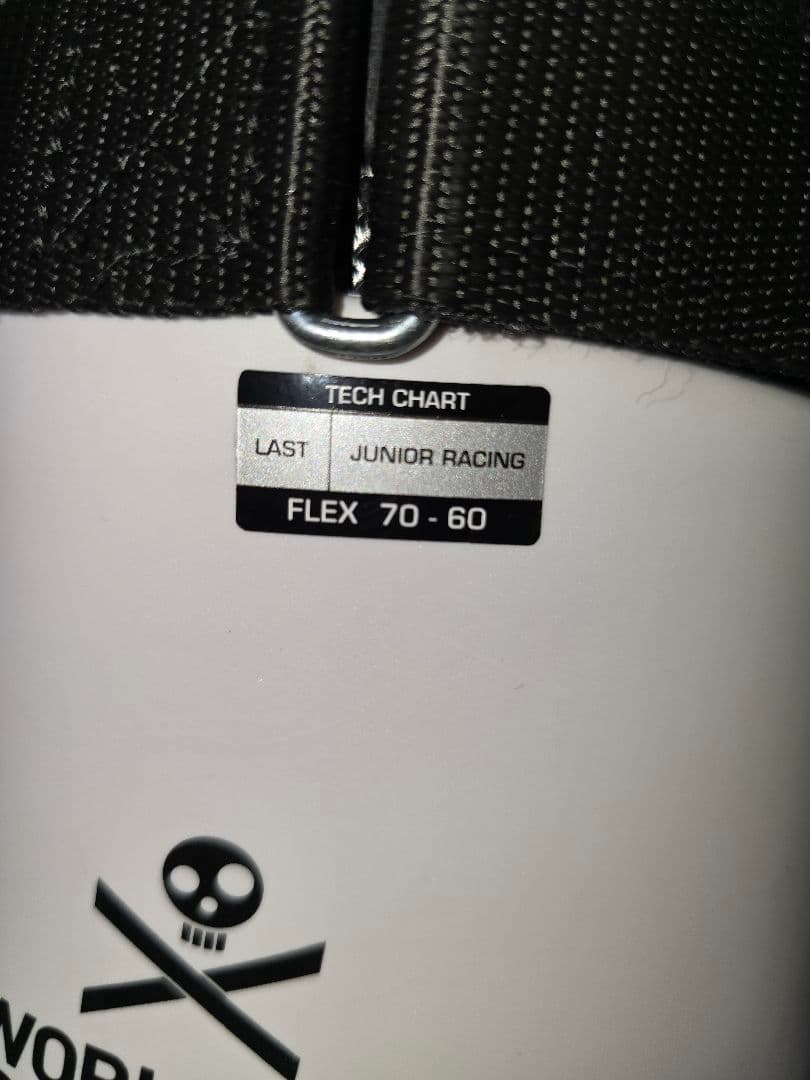 TECH CHART
LAST JUNIOR RACING
FLEX 70 - 60